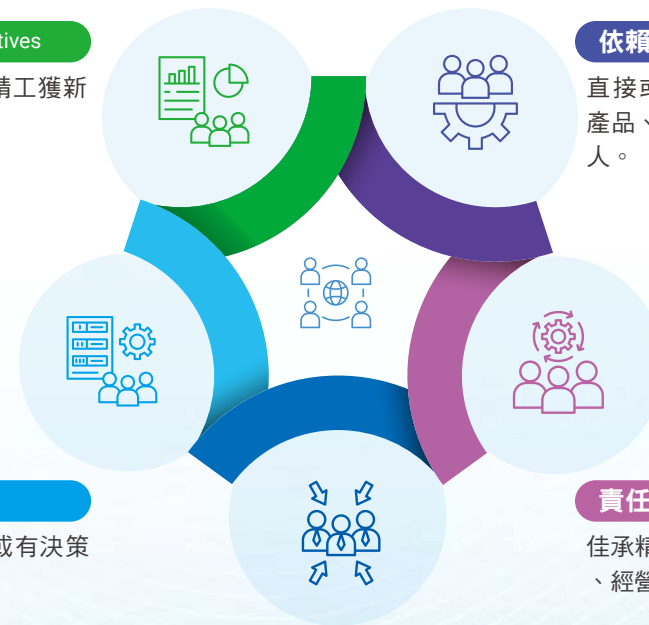 tives
精工獲新
依賴
直接或
產品、
人。
或有決策
責任
佳承精
、經營